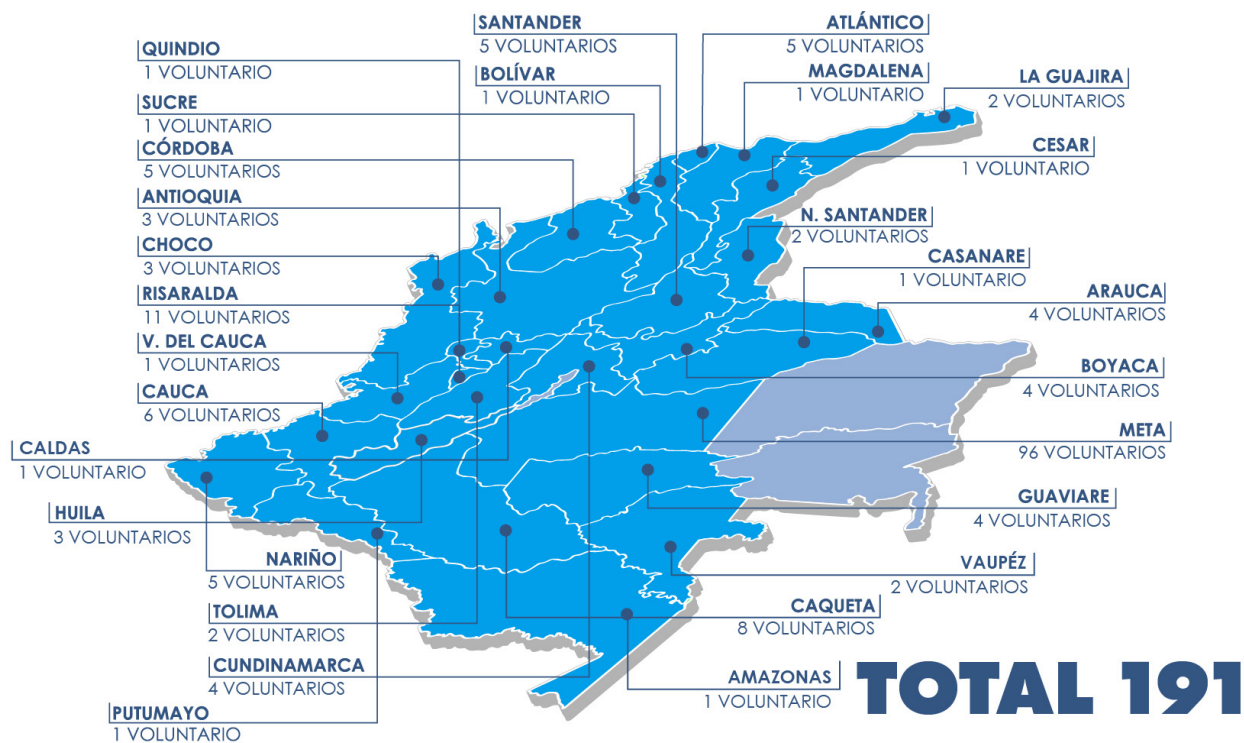 SANTANDER
5 VOLUNTARIOS
ATLÁNTICO
5 VOLUNTARIOS
QUINDIO
1 VOLUNTARIO
BOLÍVAR
1 VOLUNTARIO
MAGDALENA
1 VOLUNTARIO
LA GUAJIRA
2 VOLUNTARIOS
SUCRE
1 VOLUNTARIO
CÓRDOBA
5 VOLUNTARIOS
CESAR
1 VOLUNTARIO
ANTIOQUIA
3 VOLUNTARIOS
N. SANTANDER
2 VOLUNTARIOS
CHOCO
3 VOLUNTARIOS
CASANARE
1 VOLUNTARIO
RISARALDA
11 VOLUNTARIOS
ARAUCA
4 VOLUNTARIOS
V. DEL CAUCA
1 VOLUNTARIOS
BOYACA
4 VOLUNTARIOS
CAUCA
6 VOLUNTARIOS
META
96 VOLUNTARIOS
CALDAS
1 VOLUNTARIO
GUAVIARE
4 VOLUNTARIOS
HUILA
3 VOLUNTARIOS
NARIÑO
5 VOLUNTARIOS
VAUPÉZ
2 VOLUNTARIOS
TOLIMA
2 VOLUNTARIOS
CAQUETA
8 VOLUNTARIOS
CUNDINAMARCA
4 VOLUNTARIOS
AMAZONAS
1 VOLUNTARIO
PUTUMAYO
1 VOLUNTARIO
TOTAL 191